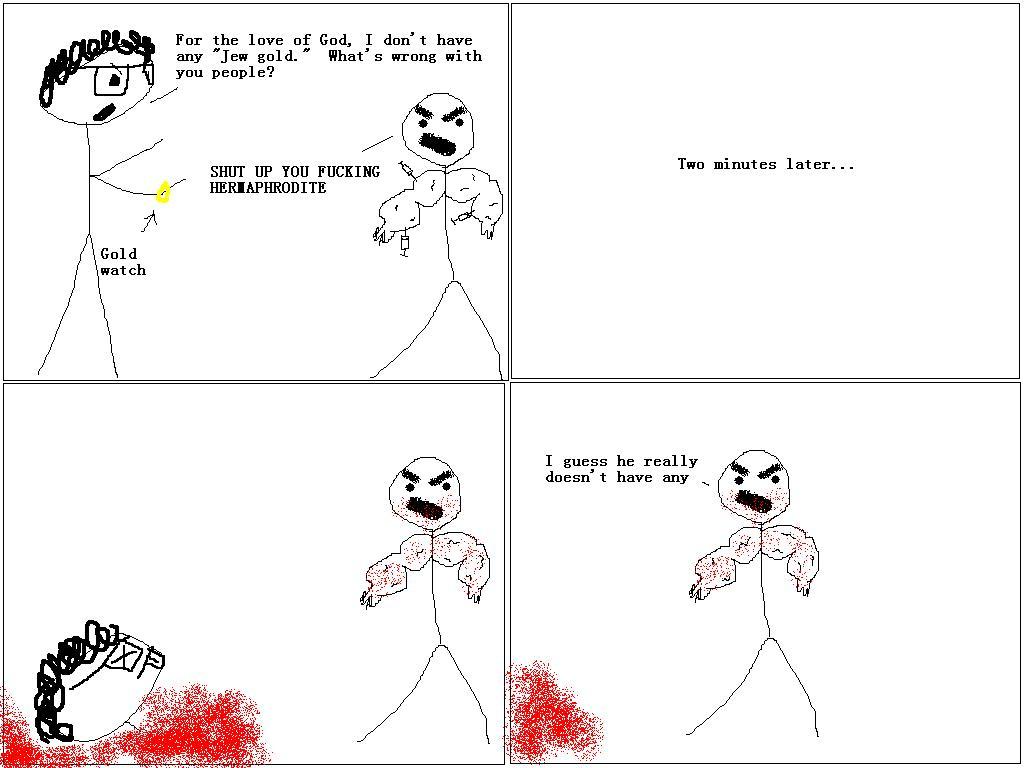 For the love of God, I don't have
any "Jew gold."  What's wrong with
you people?
SHUT UP YOU FUCKING
HERMAPHRODITE
Gold
watch
Two minutes later...
I guess he really
doesn't have any